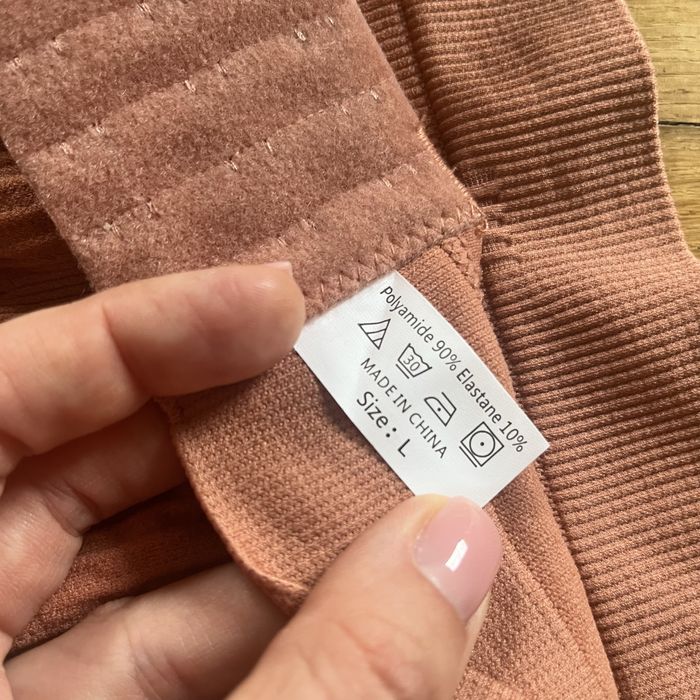 Polyamide 90% Elastane 10%
30
MADE IN CHINA
Size: L